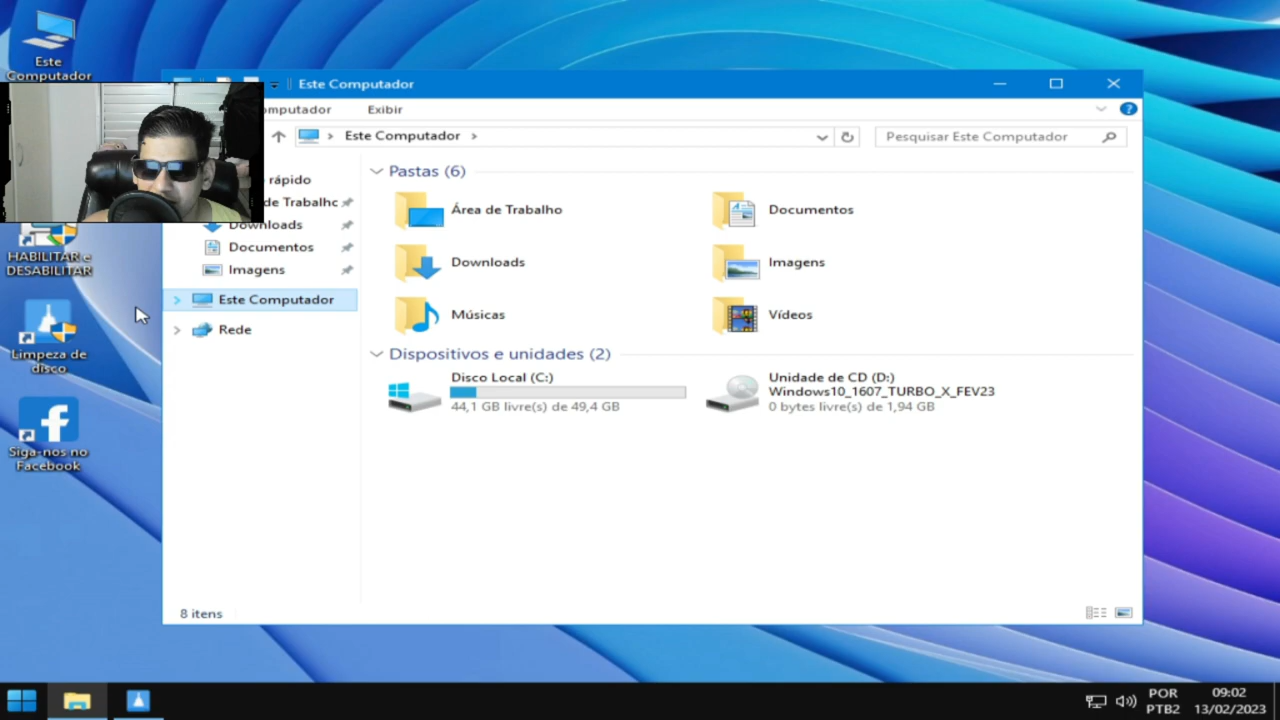 Este
Computador
Este Computador
omputador
Exibir
Este Computador
Pesquisar Este Computador
rápido
de Trabalhc
Downloads
Documentos
Imagens
Este Computador
Rede
HABILITAR e
DESABILITAR
Limpeza de
disco
Siga-nos no
Facebook
Pastas (6)
Área de Trabalho
Documentos
Downloads
Imagens
Músicas
Vídeos
Dispositivos e unidades (2)
Disco Local (C:)
44,1 GB livre(s) de 49,4 GB
Unidade de CD (D:)
Windows10_1607_TURBO_X_FEV23
0 bytes livre(s) de 1,94 GB
8 itens
POR
PTB2
09:02
13/02/2023